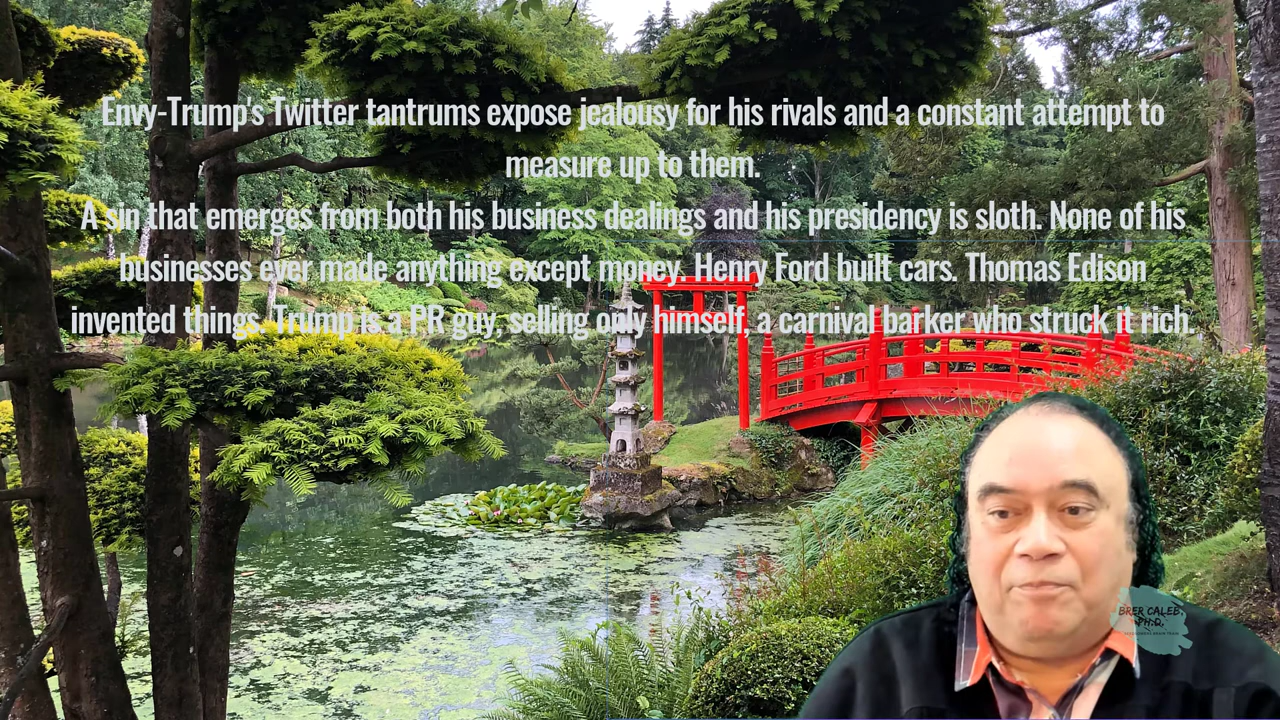 Envy-Trump's Twitter tantrums expose jealousy for his rivals and a constant attempt to
measure up to them.
A sin that emerges from both his business dealings and his presidency is sloth. None of his
businesses ever made anything except money. Henry Ford built cars. Thomas Edison
invented things. Trump is a PR guy, selling only himself, a carnival barker who struck it rich.
BRER CALEB,
PH.D.